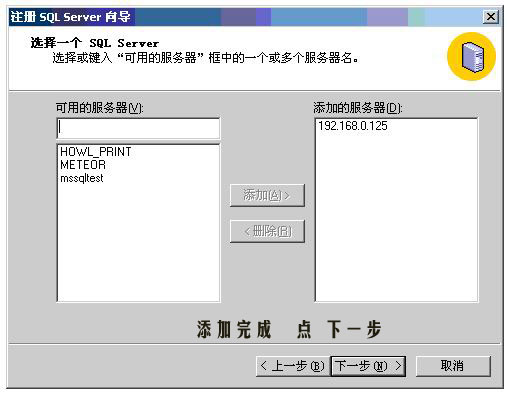 注册 SQL Server 向导
选择一个 SQL Server
选择或键入“可用的服务器”框中的一个或多个服务器名。
可用的服务器(V):
添加的服务器(D):
HOWL_PRINT
METEOR
mssqltest
192.168.0.125
添加(A) >
< 删除(R)
添加完成 点 下一步
< 上一步(B)
下一步(N) >
取消